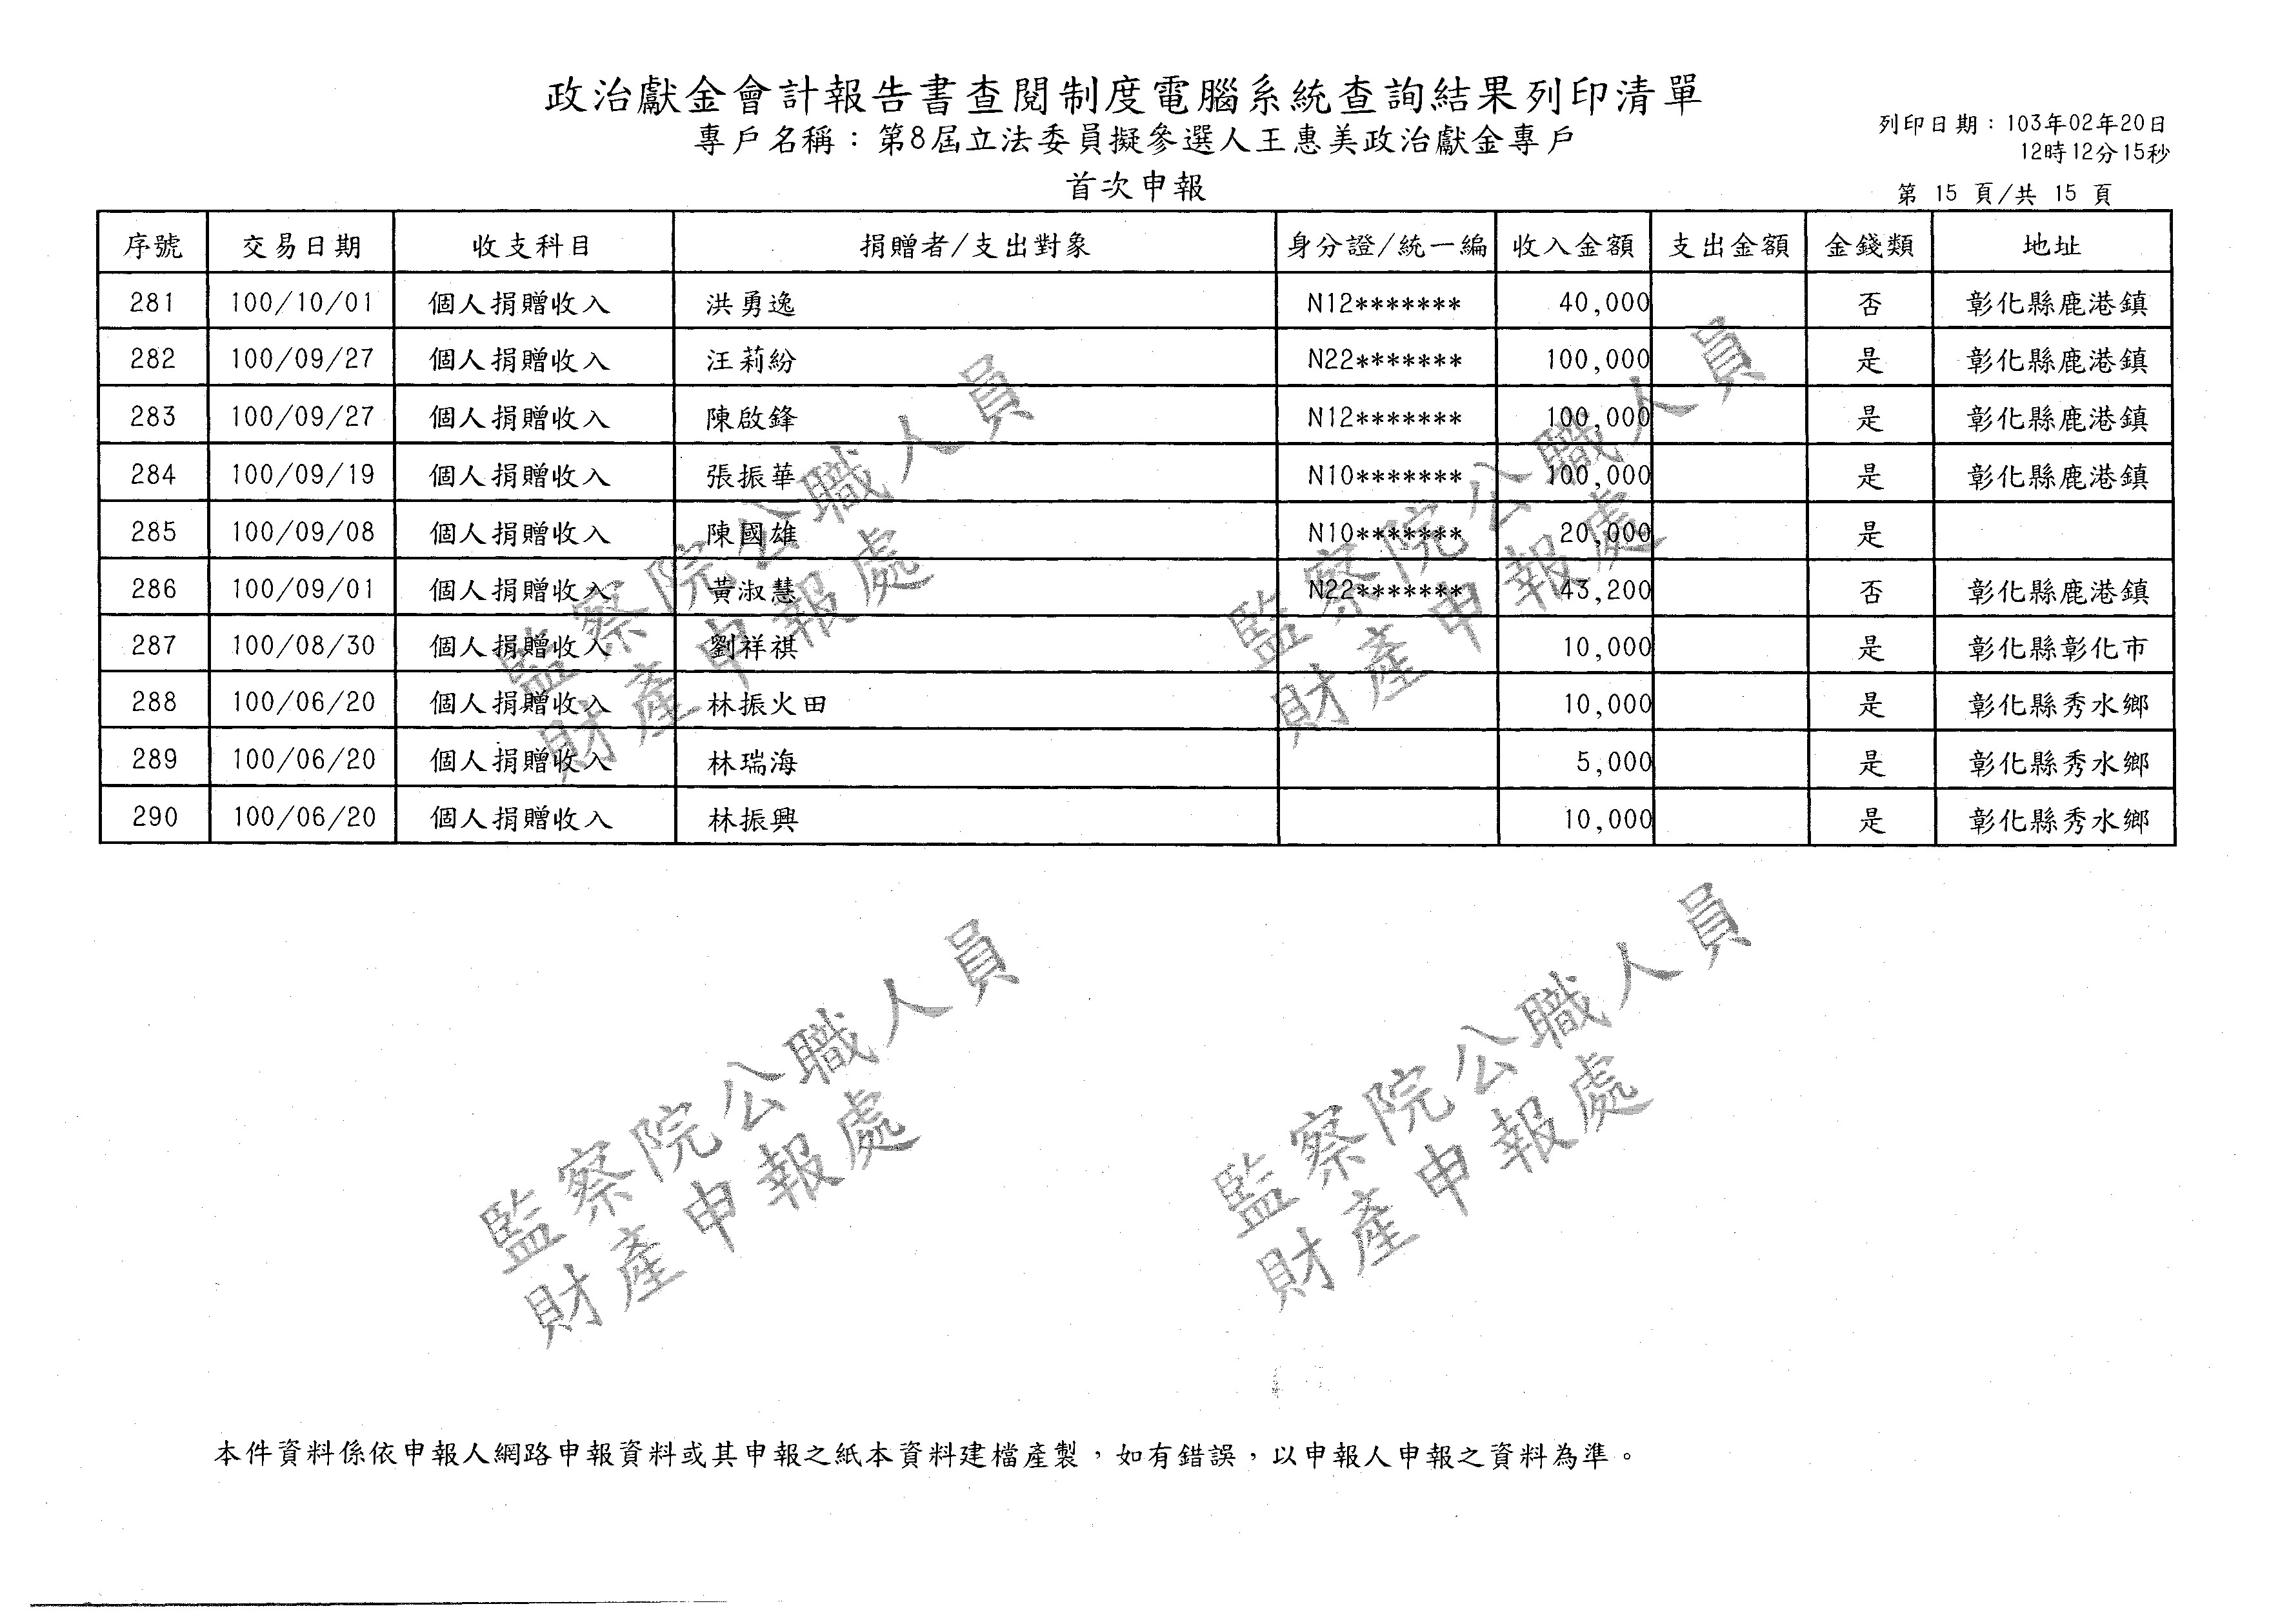 政治獻金會計報告書查閱制度電腦系統查詢結果列印清單
專戶名稱：第8屆立法委員擬參選人王惠美政治獻金專戶
列印日期：103年02年20日
12時12分15秒
首次申報
第 15 頁/共 15 頁
序號 交易日期 收支科目 捐贈者/支出對象 身分證/統一編 收入金額 支出金額 金錢類 地址
281 100/10/01 個人捐贈收入 洪勇逸 N12******* 40,000 否 彰化縣鹿港鎮
282 100/09/27 個人捐贈收入 汪莉紛 N22******* 100,000 是 彰化縣鹿港鎮
283 100/09/27 個人捐贈收入 陳啟鋒 N12******* 100,000 是 彰化縣鹿港鎮
284 100/09/19 個人捐贈收入 張振華 N10******* 100,000 是 彰化縣鹿港鎮
285 100/09/08 個人捐贈收入 陳國雄 N10******* 20,000 是
286 100/09/01 個人捐贈收入 黃淑慧 N22******* 43,200 否 彰化縣鹿港鎮
287 100/08/30 個人捐贈收入 劉祥祺 10,000 是 彰化縣彰化市
288 100/06/20 個人捐贈收入 林振火田 10,000 是 彰化縣秀水鄉
289 100/06/20 個人捐贈收入 林瑞海 5,000 是 彰化縣秀水鄉
290 100/06/20 個人捐贈收入 林振興 10,000 是 彰化縣秀水鄉
監察院公職人員
財產申報處
監察院公職人員
財產申報處
監察院公職人員
財產申報處
監察院公職人員
財產申報處
本件資料係依申報人網路申報資料或其申報之紙本資料建檔產製，如有錯誤，以申報人申報之資料為準。